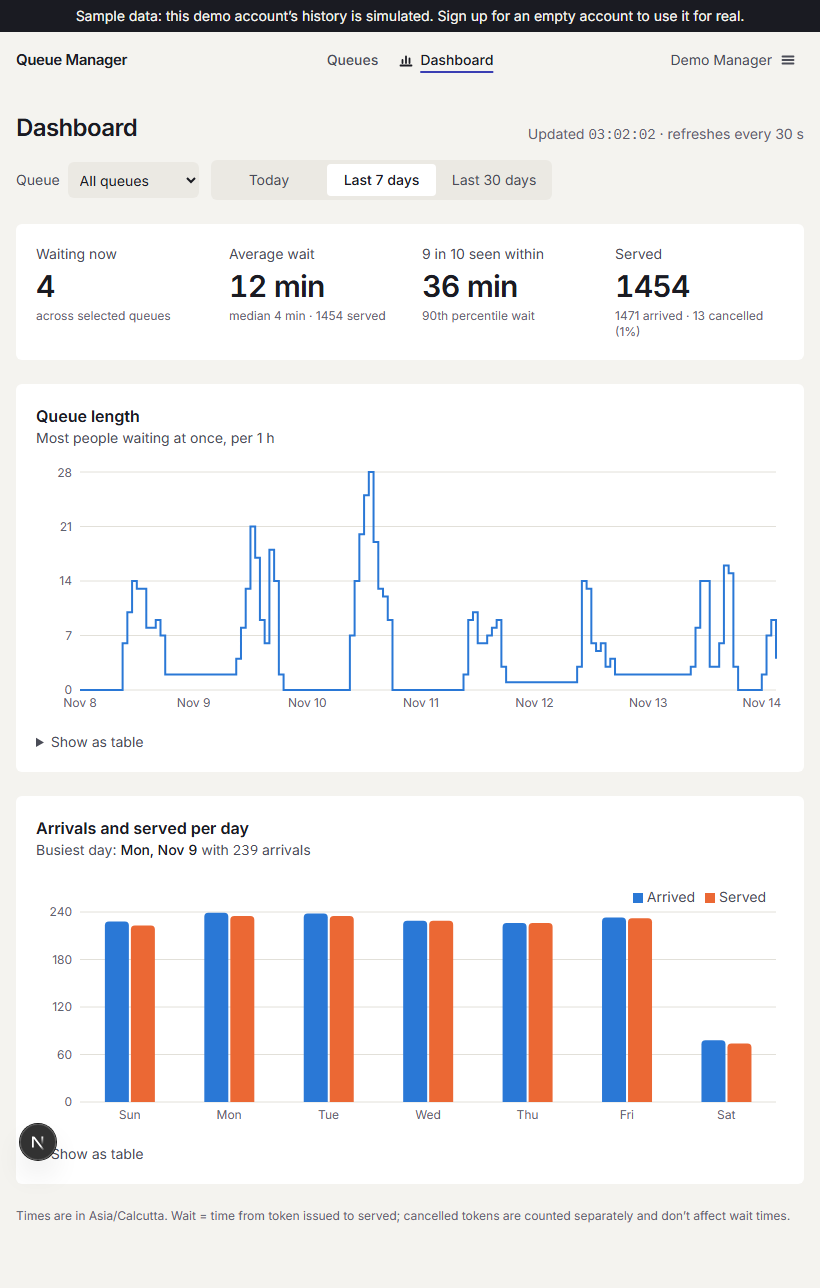 Sample data: this demo account’s history is simulated. Sign up for an empty account to use it for real.
Queue Manager
Queues
Dashboard
Demo Manager
Dashboard
Updated 03:02:02 · refreshes every 30 s
Queue
All queues
Today
Last 7 days
Last 30 days
Waiting now
4
across selected queues
Average wait
12 min
median 4 min · 1454 served
9 in 10 seen within
36 min
90th percentile wait
Served
1454
1471 arrived · 13 cancelled
(1%)
Queue length
Most people waiting at once, per 1 h
28
21
14
7
0
Nov 8
Nov 9
Nov 10
Nov 11
Nov 12
Nov 13
Nov 14
Show as table
Arrivals and served per day
Busiest day: Mon, Nov 9 with 239 arrivals
Arrived
Served
240
180
120
60
0
Sun
Mon
Tue
Wed
Thu
Fri
Sat
N
Show as table
Times are in Asia/Calcutta. Wait = time from token issued to served; cancelled tokens are counted separately and don’t affect wait times.